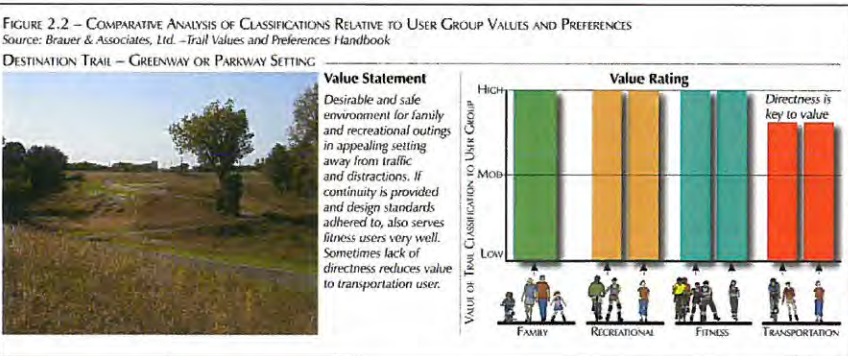 FIGURE 2.2 – COMPARATIVE ANALYSIS OF CLASSIFICATIONS RELATIVE TO USER GROUP VALUES AND PREFERENCES
Source: Brauer & Associates, Ltd. –Trail Values and Preferences Handbook
DESTINATION TRAIL – GREENWAY OR PARKWAY SETTING
Value Statement
Desirable and safe
environment for family
and recreational outings
in appealing setting
away from traffic
and distractions. If
continuity is provided
and design standards
adhered to, also serves
fitness users very well.
Sometimes lack of
directness reduces value
to transportation user.
Value Rating
VALUE OF TRAIL CLASSIFICATION TO USER GROUP
HIGH
MOD
LOW
Directness is
key to value
FAMILY
RECREATIONAL
FITNESS
TRANSPORTATION